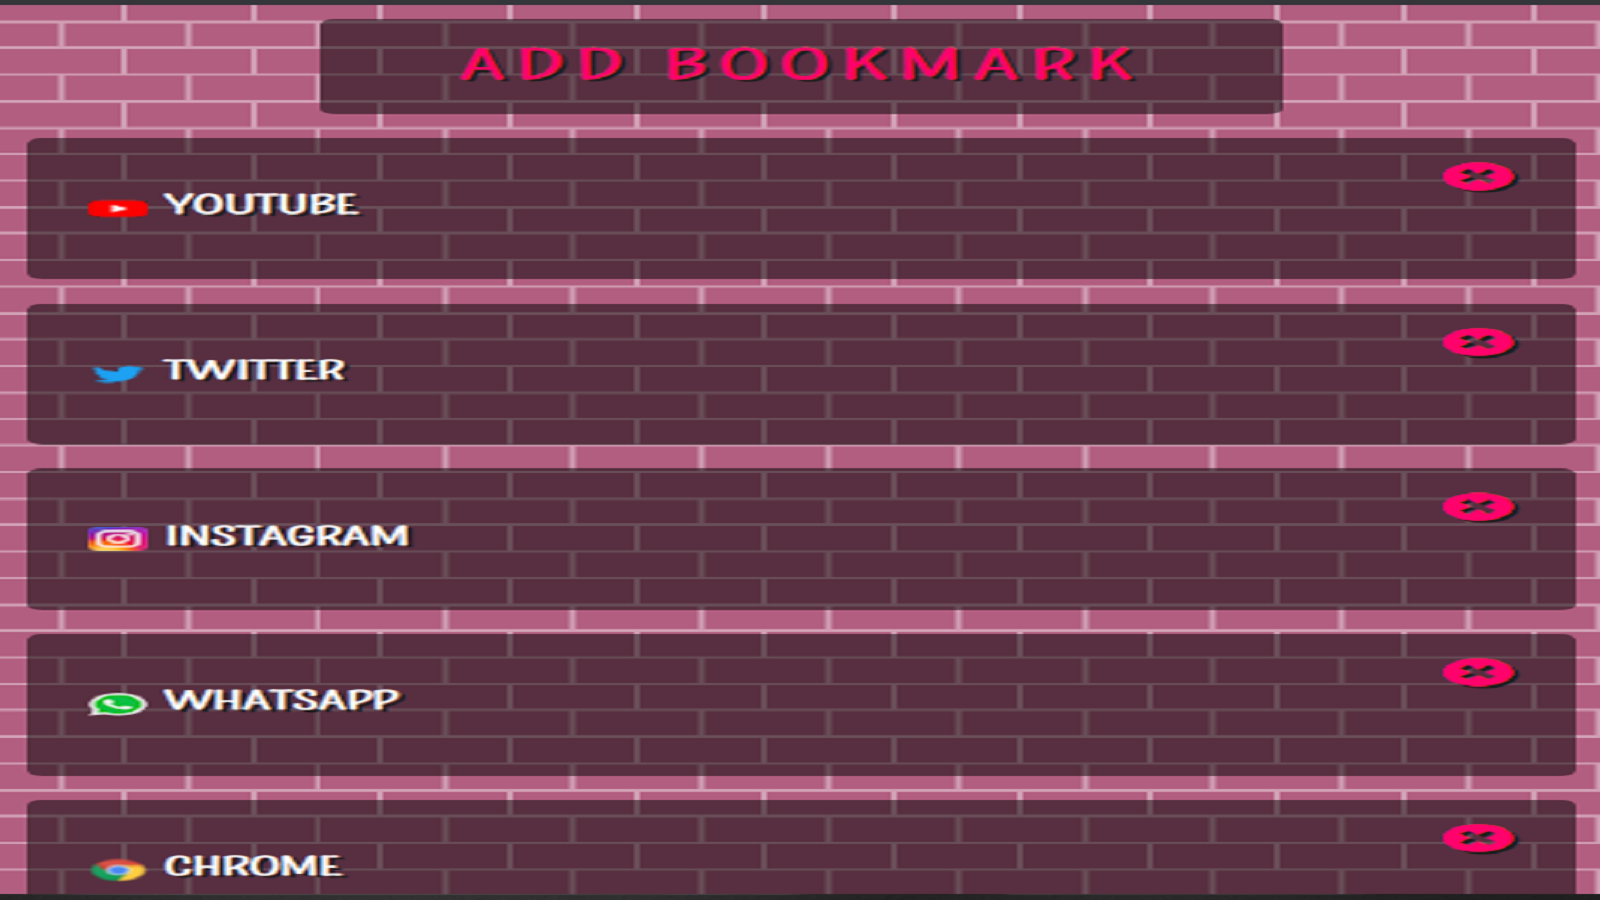 ADD BOOKMARK
YOUTUBE
TWITTER
INSTAGRAM
WHATSAPP
CHROME